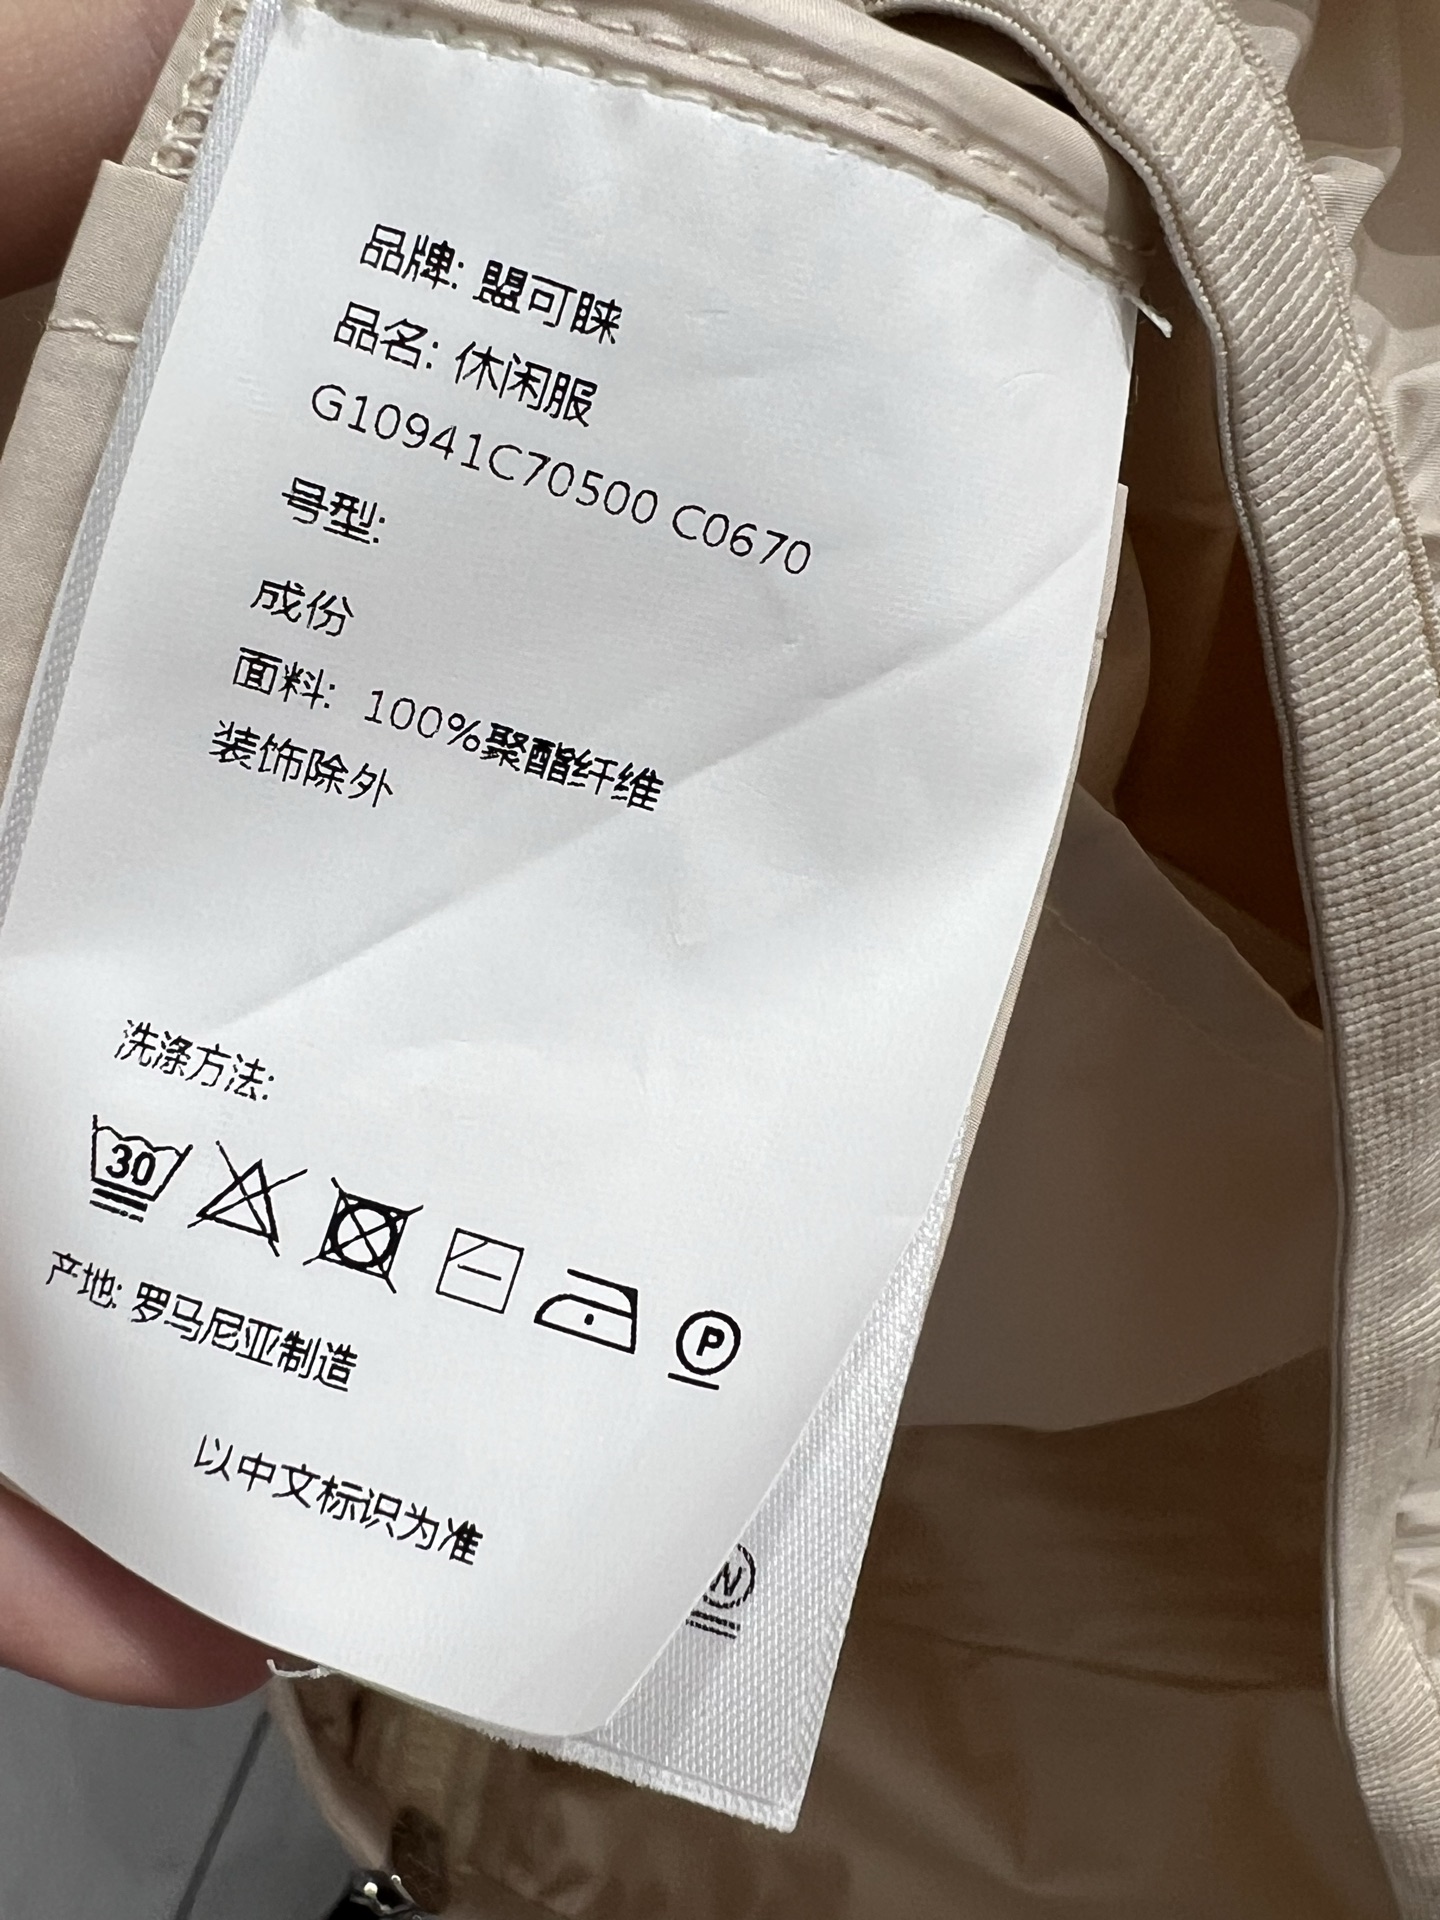 品牌: 盟可睐
品名: 休闲服
G10941C70500 C0670
号型:
成份
面料: 100%聚酯纤维
装饰除外
洗涤方法:
30
P
产地: 罗马尼亚制造
以中文标识为准
W